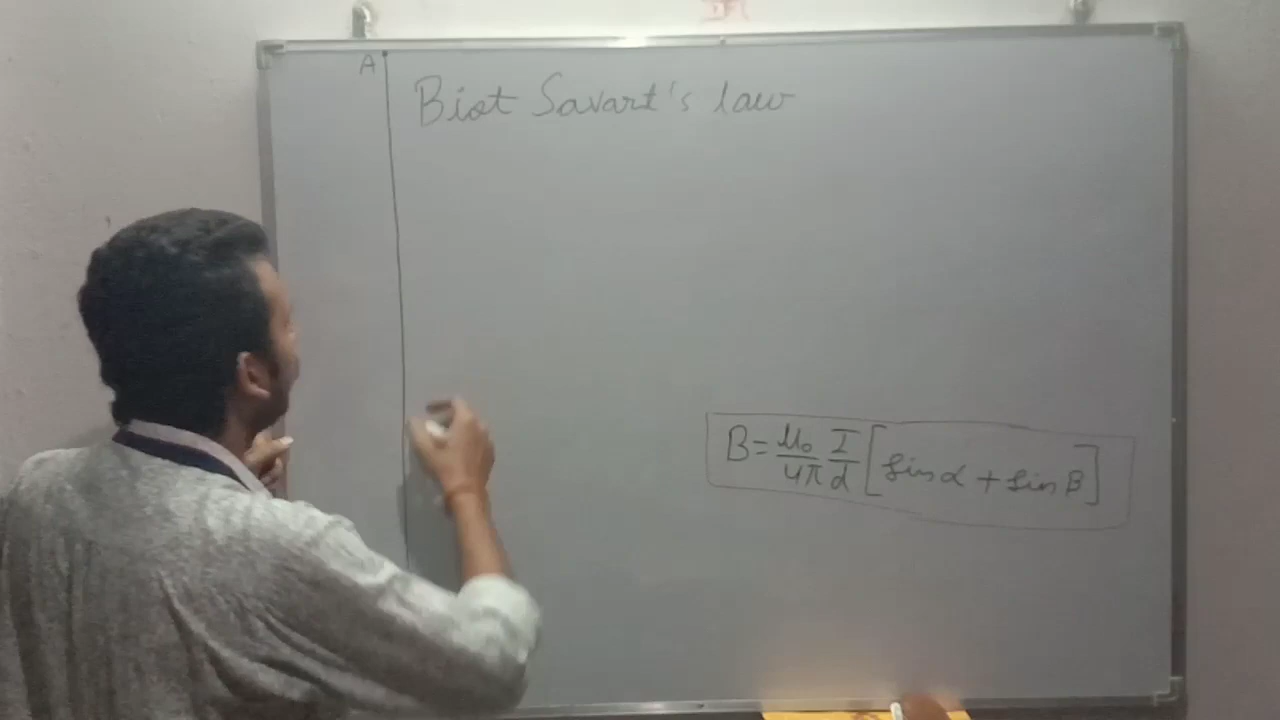 A
Biot Savart's law
B = μ₀/4π I/d [sin α + sin β]